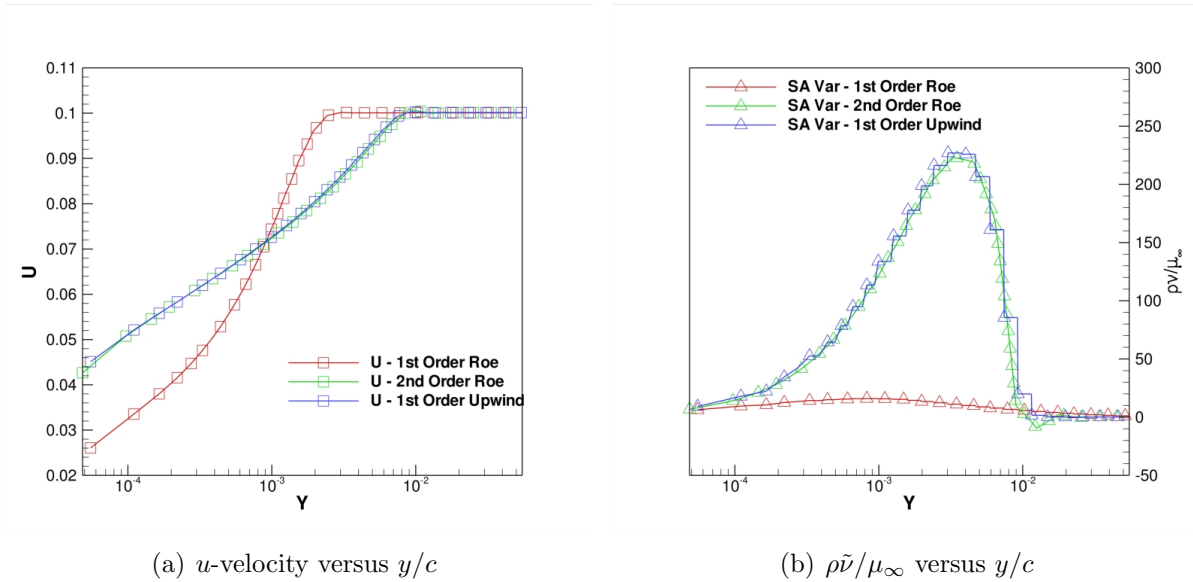 0.11
0.1
0.09
0.08
0.07
0.06
0.05
0.04
0.03
0.02
U
U - 1st Order Roe
U - 2nd Order Roe
U - 1st Order Upwind
10-4
10-3
10-2
Y
SA Var - 1st Order Roe
SA Var - 2nd Order Roe
SA Var - 1st Order Upwind
300
250
200
150
100
50
0
-50
ρν/μ∞
10-4
10-3
10-2
Y
(a) u-velocity versus y/c
(b) ρν̃/μ∞ versus y/c